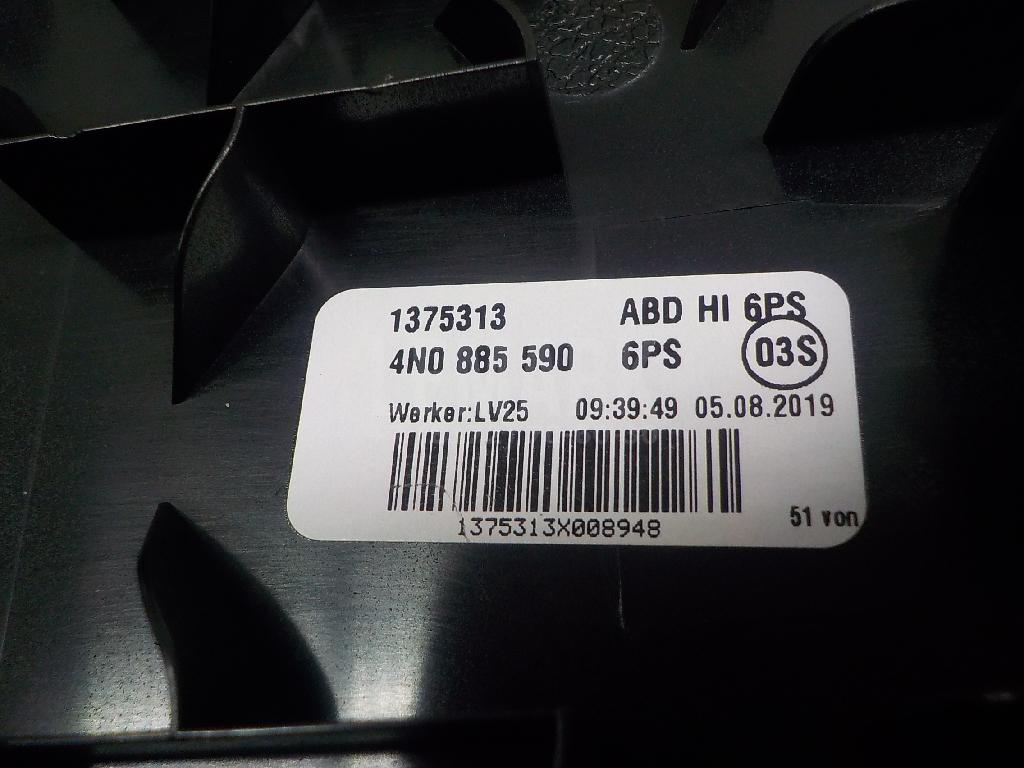 1375313 ABD HI 6PS
4N0 885 590 6PS 03S
Werker:LV25 09:39:49 05.08.2019
1375313X008948
51 von